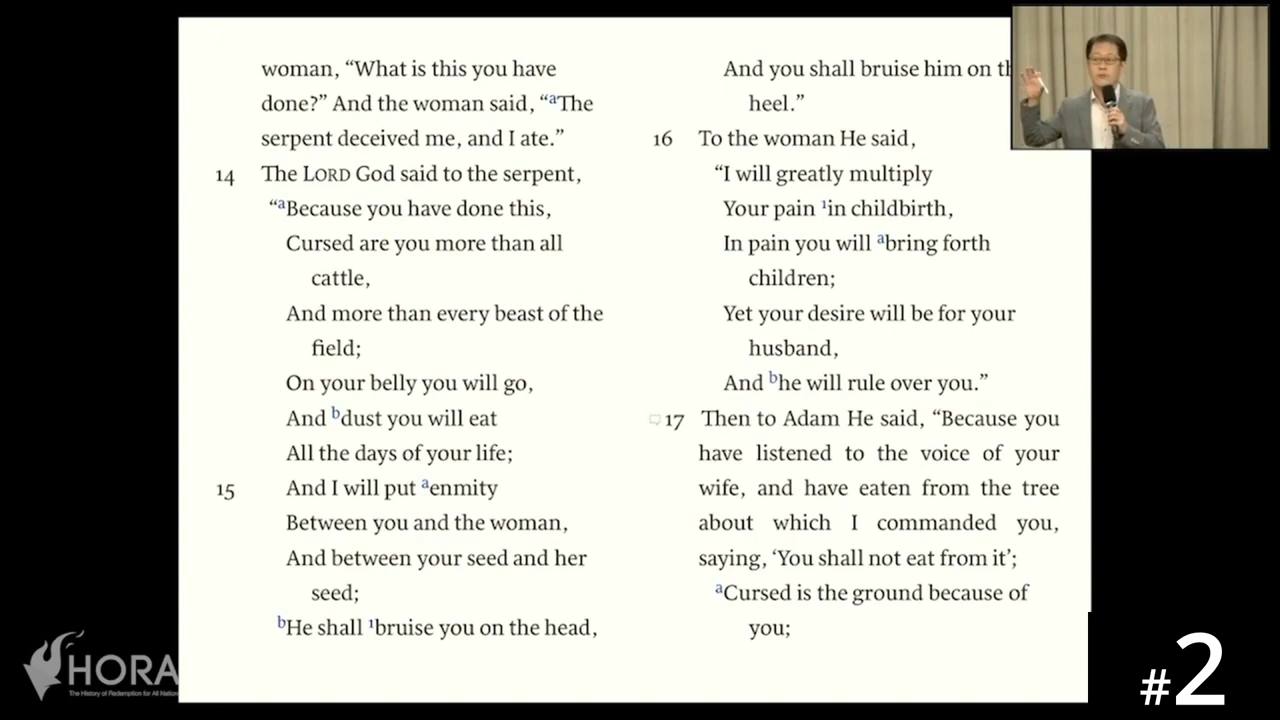 woman, “What is this you have
done?” And the woman said, “aThe
serpent deceived me, and I ate.”
14 The LORD God said to the serpent,
“aBecause you have done this,
Cursed are you more than all
cattle,
And more than every beast of the
field;
On your belly you will go,
And bdust you will eat
All the days of your life;
15 And I will put aenmity
Between you and the woman,
And between your seed and her
seed;
bHe shall 1bruise you on the head,
And you shall bruise him on th
heel.”
16 To the woman He said,
“I will greatly multiply
Your pain 1in childbirth,
In pain you will abring forth
children;
Yet your desire will be for your
husband,
And bhe will rule over you.”
17 Then to Adam He said, “Because you
have listened to the voice of your
wife, and have eaten from the tree
about which I commanded you,
saying, ‘You shall not eat from it’;
aCursed is the ground because of
you;
HORA
The History of Redemption for All Nation
#2